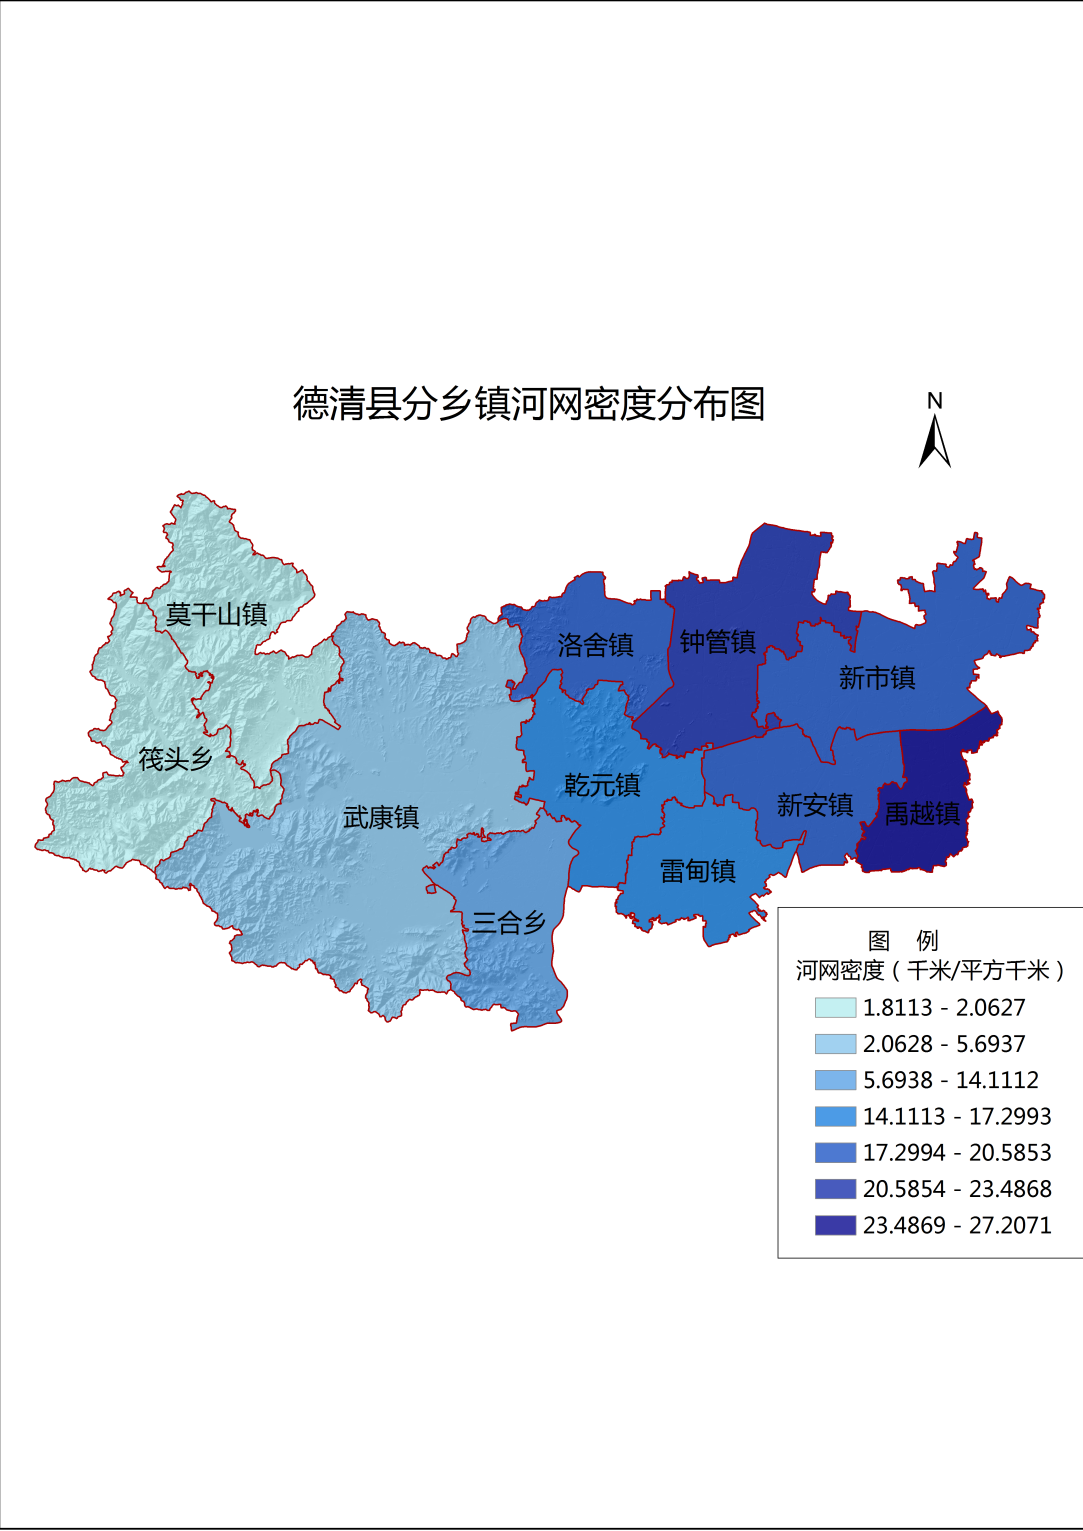 德清县分乡镇河网密度分布图
N
莫干山镇
洛舍镇
钟管镇
新市镇
筏头乡
乾元镇
武康镇
新安镇
禹越镇
雷甸镇
三合乡
图 例
河网密度（千米/平方千米）
1.8113 - 2.0627
2.0628 - 5.6937
5.6938 - 14.1112
14.1113 - 17.2993
17.2994 - 20.5853
20.5854 - 23.4868
23.4869 - 27.2071